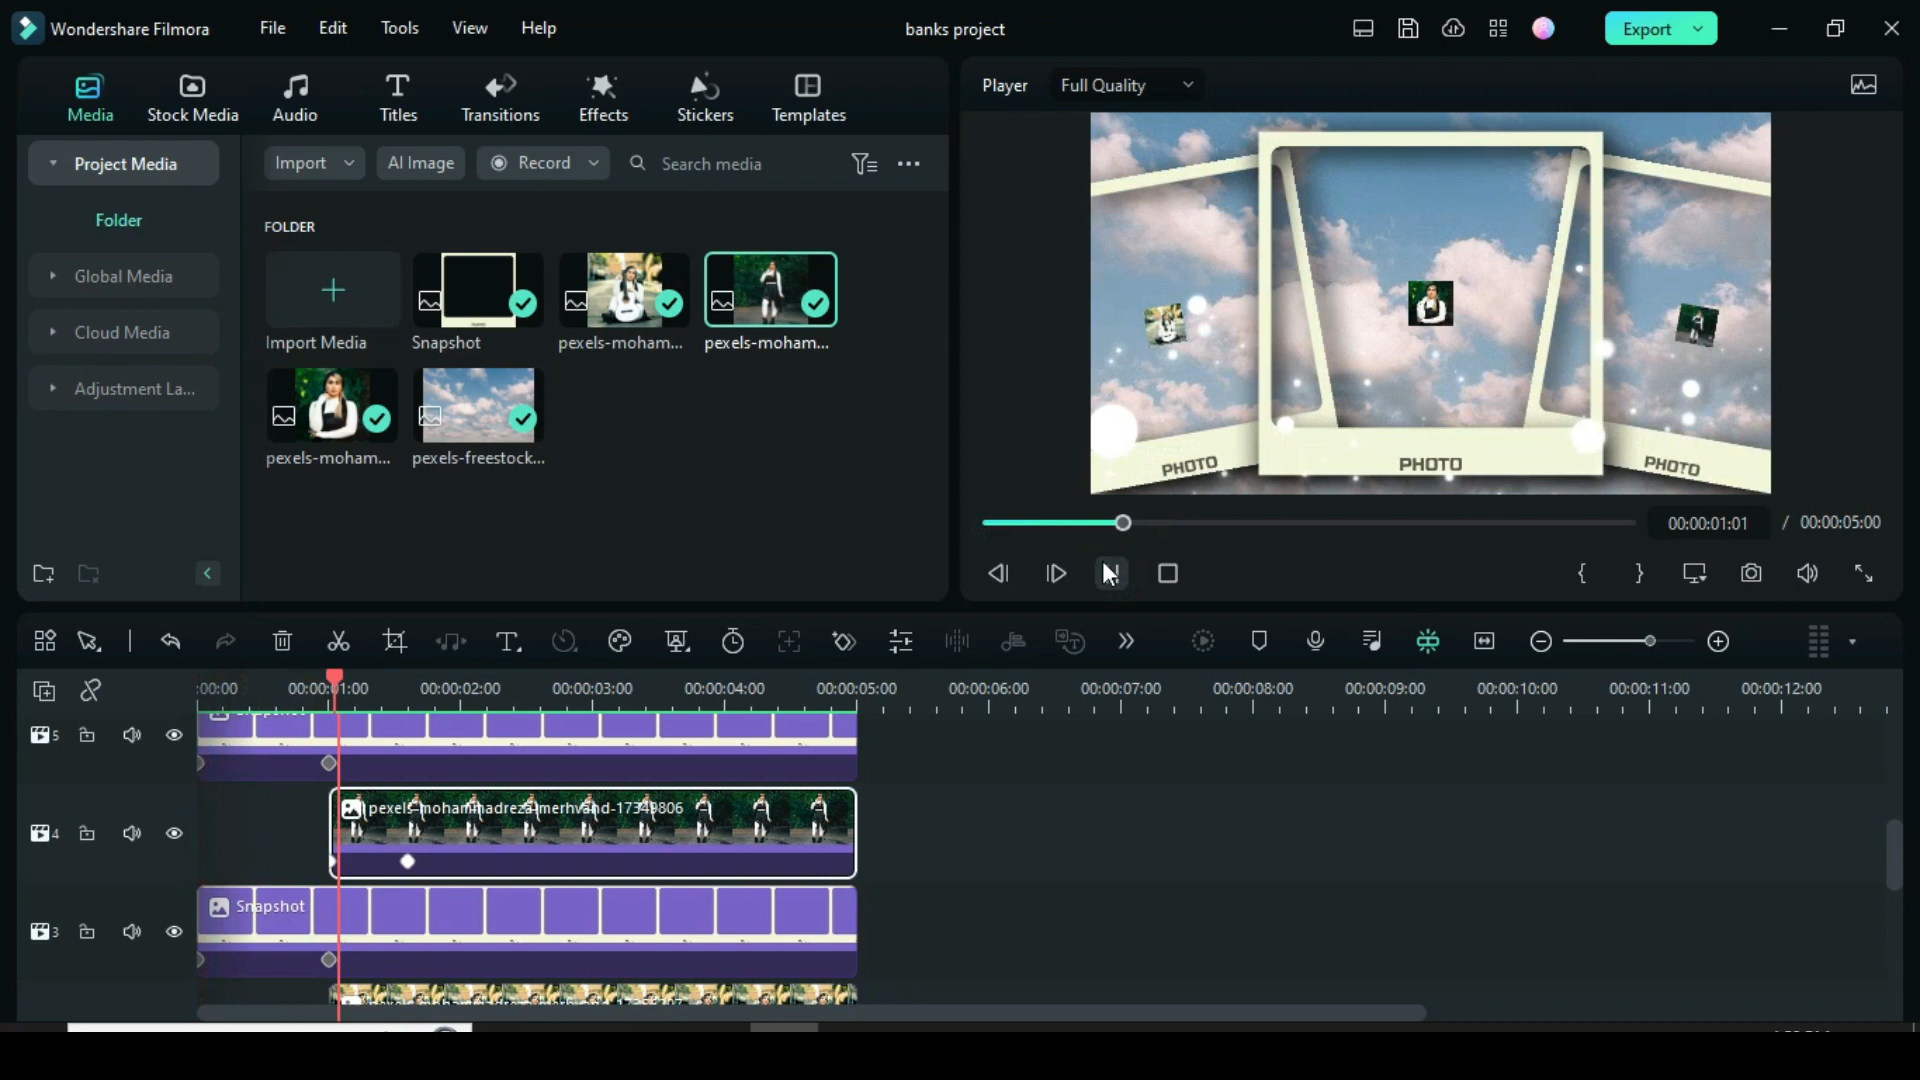 Wondershare Filmora File Edit Tools View Help banks project Export
Media Stock Media Audio Titles Transitions Effects Stickers Templates
Project Media Import AI Image Record Search media
Folder
Global Media
Cloud Media
Adjustment La...
FOLDER
Import Media Snapshot pexels-moham... pexels-moham...
pexels-moham... pexels-freestock...
Player Full Quality
PHOTO PHOTO PHOTO
00:00:01:01 / 00:00:05:00
:00:00 00:00:01:00 00:00:02:00 00:00:03:00 00:00:04:00 00:00:05:00 00:00:06:00 00:00:07:00 00:00:08:00 00:00:09:00 00:00:10:00 00:00:11:00 00:00:12:00
5
4 pexels-mohammadreza-merhvand-17349806
3 Snapshot